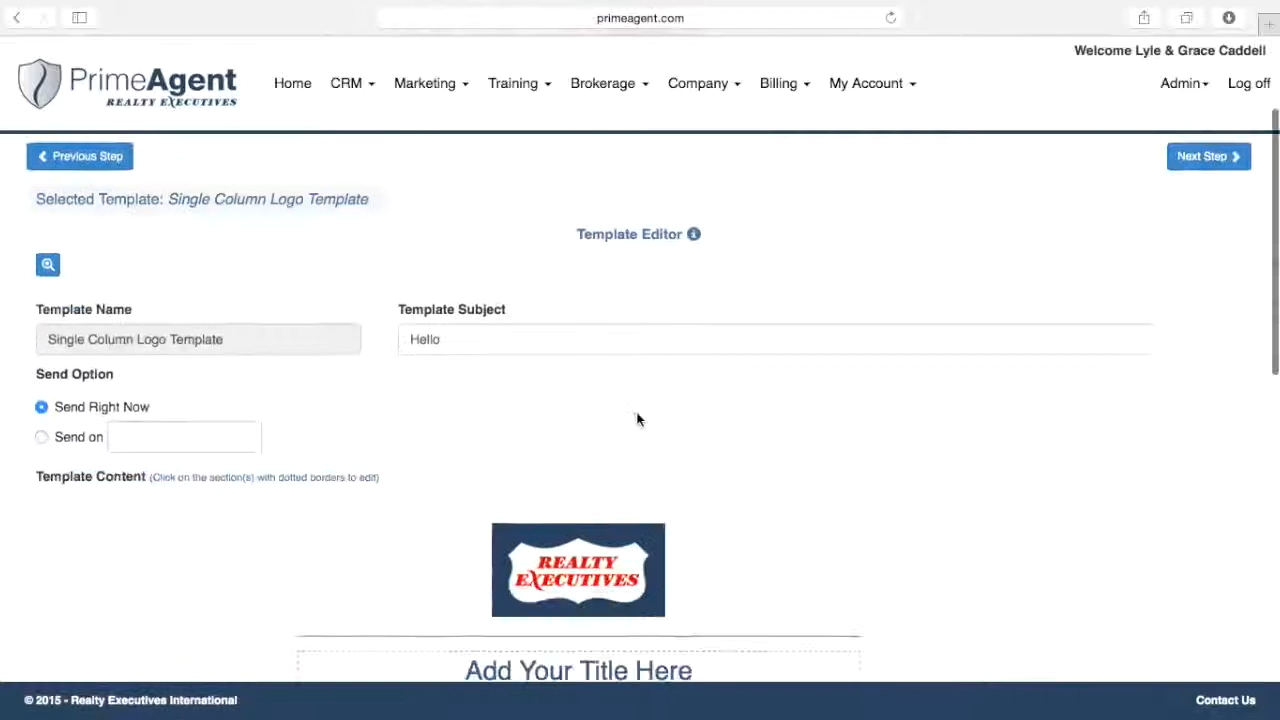 primeagent.com
Welcome Lyle & Grace Caddell
PrimeAgent
REALTY EXECUTIVES
Home CRM Marketing Training Brokerage Company Billing My Account Admin Log off
Previous Step Next Step
Selected Template: Single Column Logo Template
Template Editor
Template Name Template Subject
Single Column Logo Template Hello
Send Option
Send Right Now
Send on
Template Content (Click on the section(s) with dotted borders to edit)
REALTY
EXECUTIVES
Add Your Title Here
© 2015 - Realty Executives International Contact Us